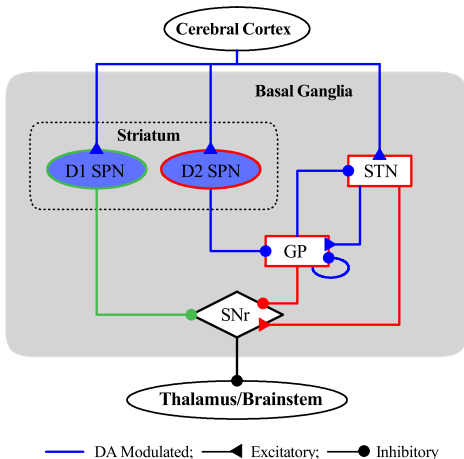 Cerebral Cortex
Basal Ganglia
Striatum
D1 SPN
D2 SPN
STN
GP
SNr
Thalamus/Brainstem
DA Modulated; Excitatory; Inhibitory